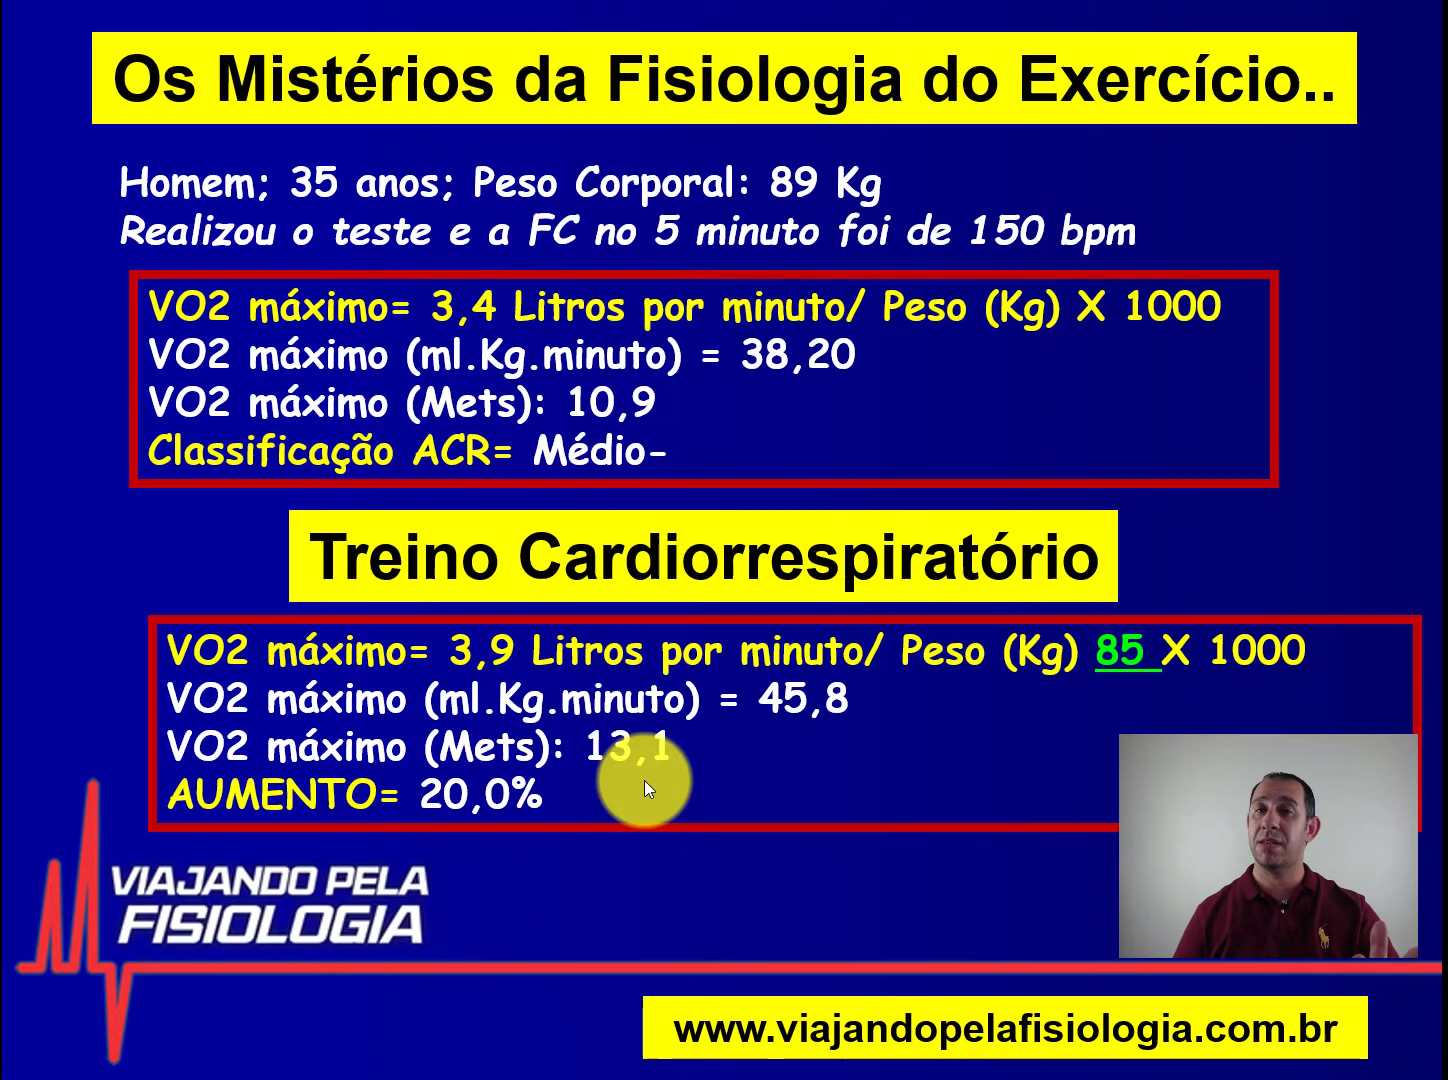 Os Mistérios da Fisiologia do Exercício..
Homem; 35 anos; Peso Corporal: 89 Kg
Realizou o teste e a FC no 5 minuto foi de 150 bpm
VO2 máximo= 3,4 Litros por minuto/ Peso (Kg) X 1000
VO2 máximo (ml.Kg.minuto) = 38,20
VO2 máximo (Mets): 10,9
Classificação ACR= Médio-
Treino Cardiorrespiratório
VO2 máximo= 3,9 Litros por minuto/ Peso (Kg) 85 X 1000
VO2 máximo (ml.Kg.minuto) = 45,8
VO2 máximo (Mets): 13,1
AUMENTO= 20,0%
VIAJANDO PELA
FISIOLOGIA
www.viajandopelafisiologia.com.br